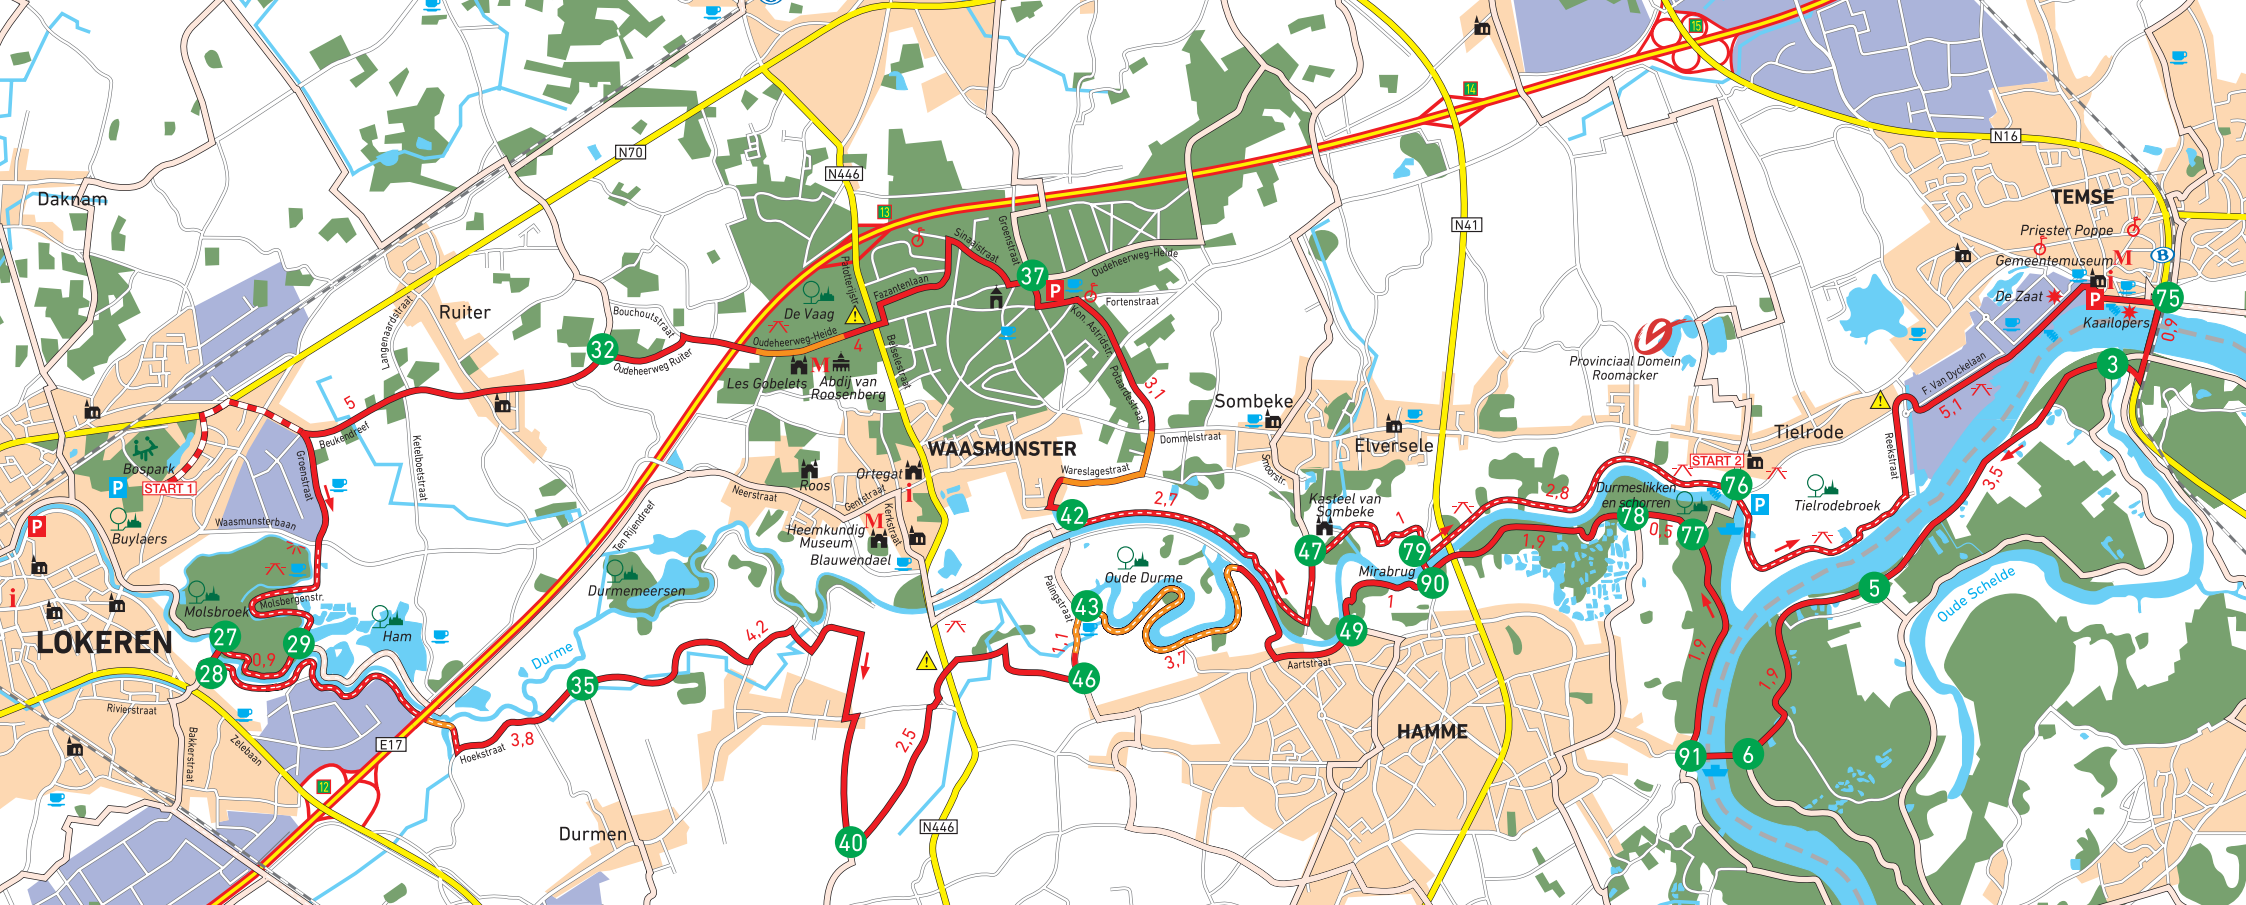 15
14
N16
N70
N446
Daknam
TEMSE
13
Priester Poppe
N41
Groenstraat
Sinaaistraat
Oudeheerweg-Heide
Gemeentemuseum
M
B
i
37
P
Patotterijstr.
Fazantenlaan
De Zaat
P
75
Fortenstraat
Kaailopers
De Vaag
Ruiter
Bouchoutstraat
Langenaardstraat
Kon. Astridstr.
0,9
32
Oudeheerweg-Heide
4
Oudeheerweg Ruiter
Belselestraat
M
Provinciaal Domein
Roomacker
3
Les Gobelets
Abdij van
Roosenberg
Potaardestraat
3,1
F. Van Dyckelaan
5,1
5
Sombeke
Beukendreef
Dommelstraat
Elversele
Tielrode
WAASMUNSTER
Reekstraat
Ketelboetstraat
Groenstraat
Bospark
START 1
P
Roos
Ortegat
i
Wareslagestraat
Smoorstr.
START 2
3,5
Neerstraat
Gentstraat
Kerkstraat
2,7
Kasteel van
Sombeke
2,8
Durmeslikken
en schorren
76
P
Tielrodebroek
Waasmunsterbaan
P
Buylaers
Ten Rijendreef
Heemkundig
Museum
M
42
1
78
0,5
77
1,9
Blauwendael
47
79
Mirabrug
90
Oude Durme
Molsbroek
Molsbergenstr.
Durmemeersen
Palingstraat
43
1
5
Oude Schelde
i
LOKEREN
27
29
Ham
0,9
28
Durme
4,2
1,1
3,7
49
Aartstraat
1,9
35
46
1,9
Rivierstraat
Zelebaan
Bakkerstraat
E17
Hoekstraat
3,8
2,5
HAMME
91
6
12
Durmen
N446
40